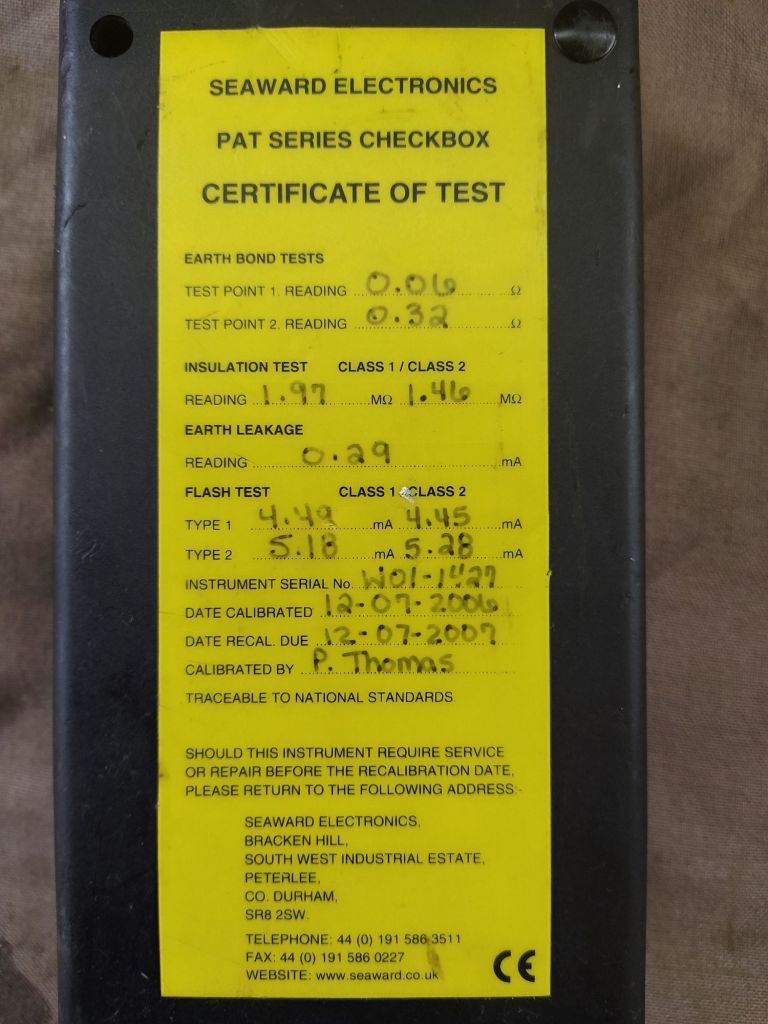 SEAWARD ELECTRONICS
PAT SERIES CHECKBOX
CERTIFICATE OF TEST
EARTH BOND TESTS
TEST POINT 1. READING 0.06 Ω
TEST POINT 2. READING 0.32 Ω
INSULATION TEST CLASS 1 / CLASS 2
READING 1.97 MΩ 1.46 MΩ
EARTH LEAKAGE
READING 0.29 mA
FLASH TEST CLASS 1 CLASS 2
TYPE 1 4.49 mA 4.45 mA
TYPE 2 5.18 mA 5.28 mA
INSTRUMENT SERIAL No. W01-1427
DATE CALIBRATED 12-07-2006
DATE RECAL. DUE 12-07-2007
CALIBRATED BY P. Thomas
TRACEABLE TO NATIONAL STANDARDS
SHOULD THIS INSTRUMENT REQUIRE SERVICE
OR REPAIR BEFORE THE RECALIBRATION DATE,
PLEASE RETURN TO THE FOLLOWING ADDRESS:-
SEAWARD ELECTRONICS,
BRACKEN HILL,
SOUTH WEST INDUSTRIAL ESTATE,
PETERLEE,
CO. DURHAM,
SR8 2SW.
TELEPHONE: 44 (0) 191 586 3511
FAX: 44 (0) 191 586 0227
WEBSITE: www.seaward.co.uk
CE